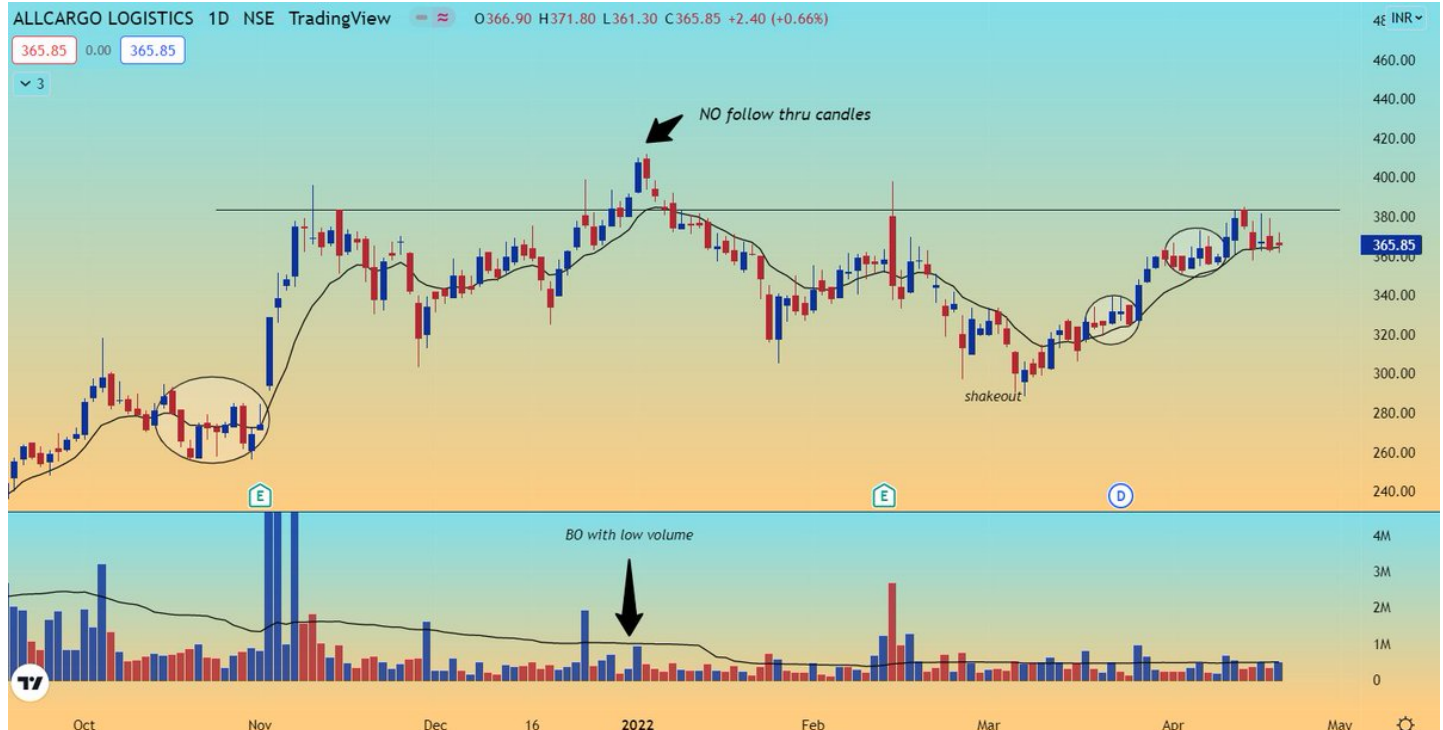 ALLCARGO LOGISTICS 1D NSE TradingView O366.90 H371.80 L361.30 C365.85 +2.40 (+0.66%)
INR
365.85 0.00 365.85
3
460.00
440.00
NO follow thru candles
420.00
400.00
380.00
365.85
360.00
340.00
320.00
300.00
shakeout
280.00
260.00
E E D
240.00
BO with low volume
4M
3M
2M
1M
0
Oct Nov Dec 16 2022 Feb Mar Apr May